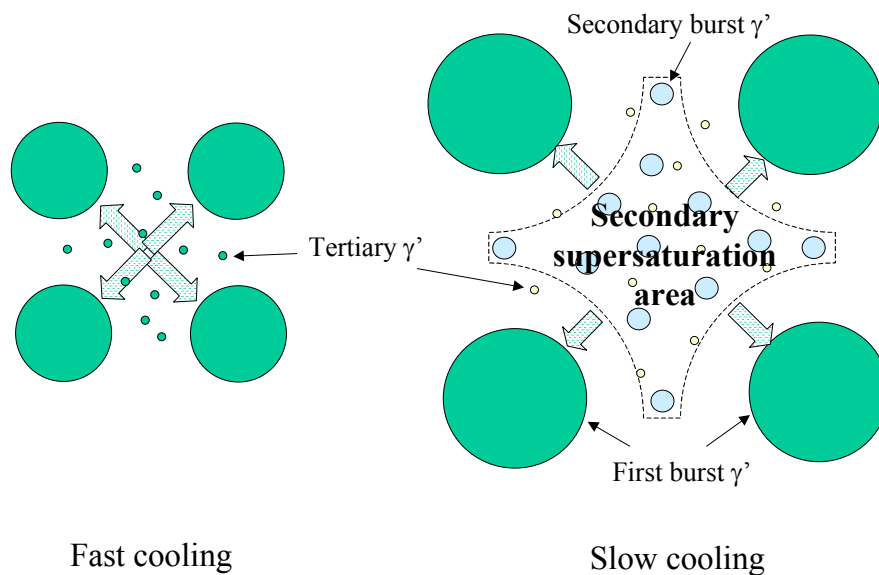 Secondary burst γ’
Tertiary γ’
Secondary
supersaturation
area
First burst γ’
Fast cooling
Slow cooling